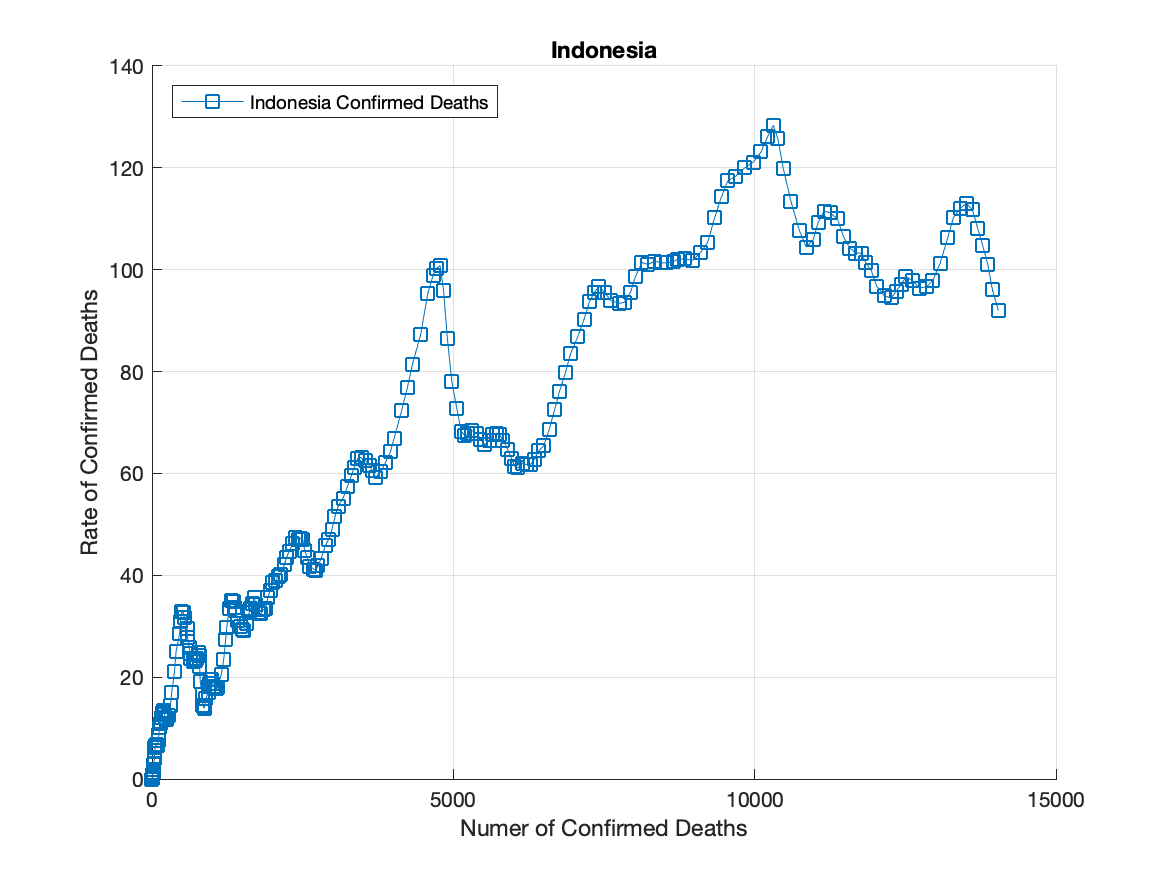 Indonesia
140
Indonesia Confirmed Deaths
120
100
80
60
40
20
0
Rate of Confirmed Deaths
0 5000 10000 15000
Numer of Confirmed Deaths